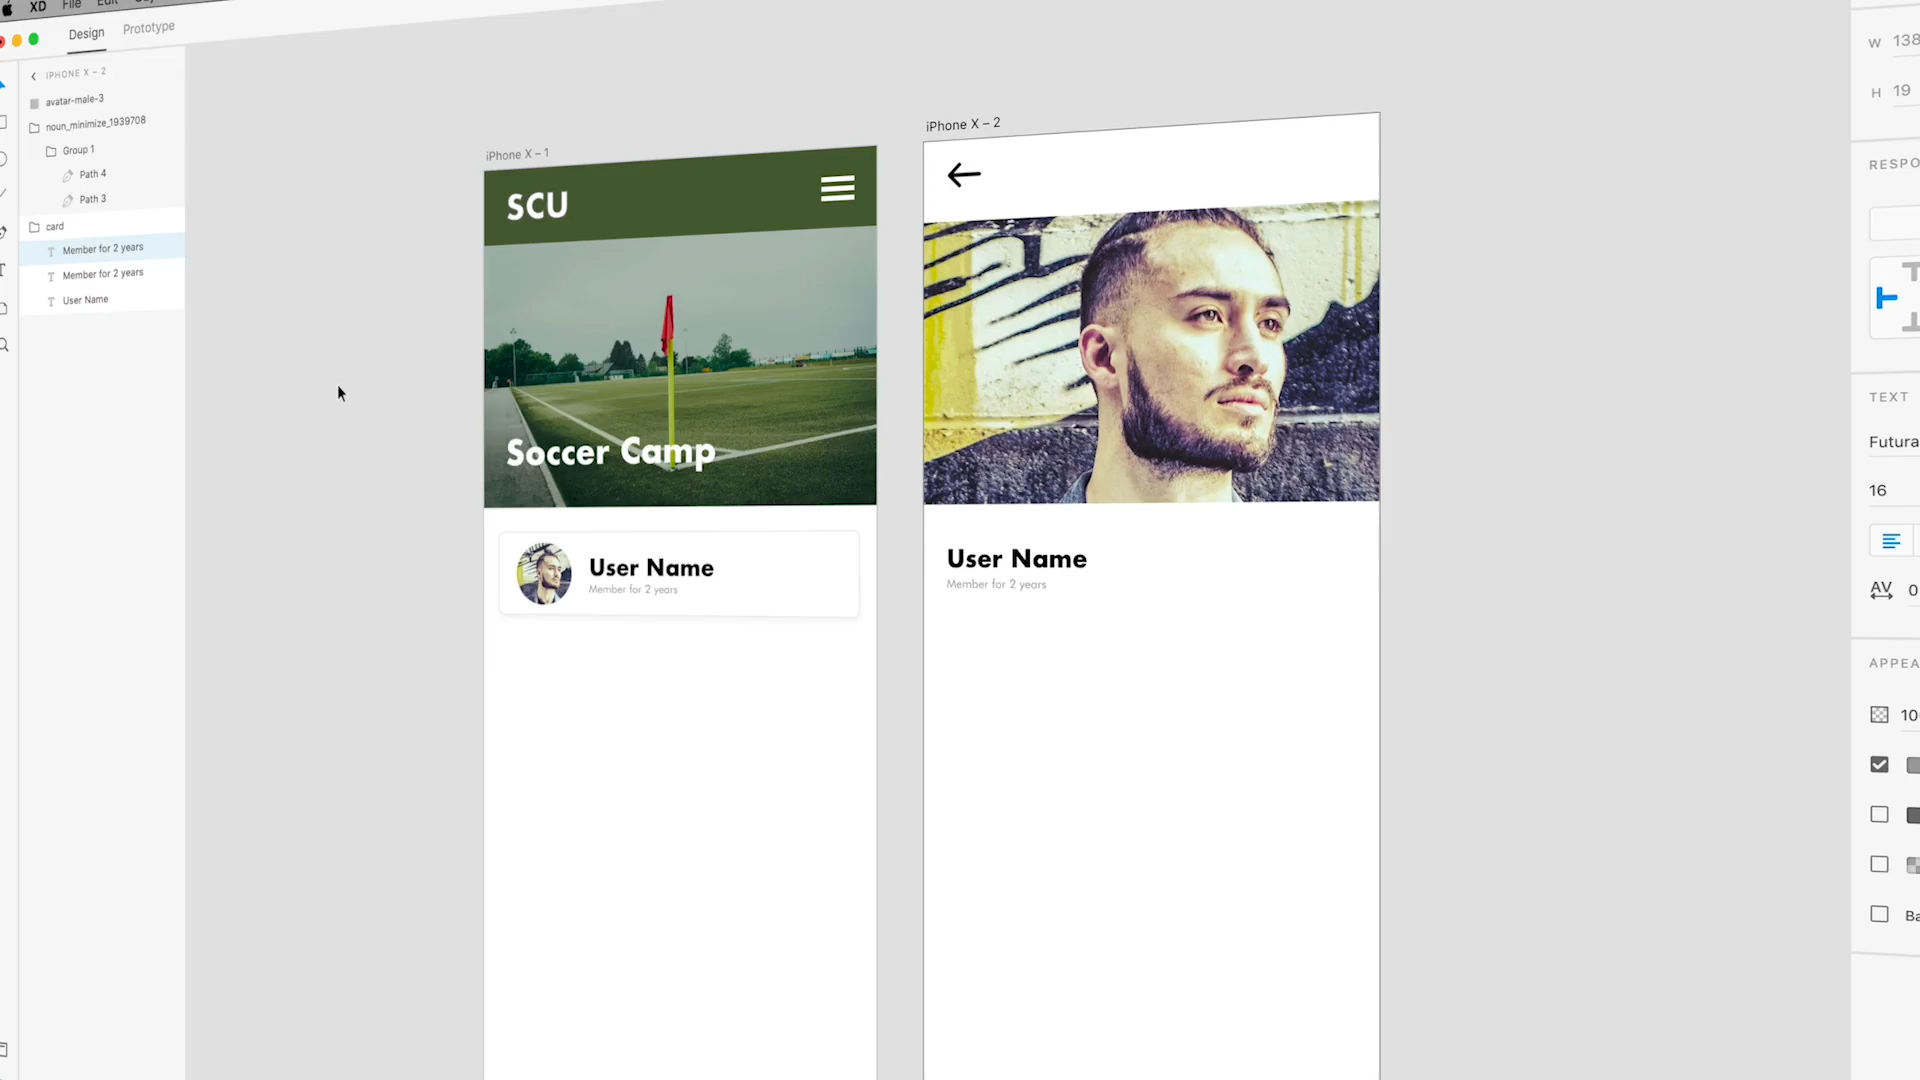 XD File
Design Prototype
IPHONE X – 2
avatar-male-3
noun_minimize_1939708
Group 1
Path 4
Path 3
card
Member for 2 years
Member for 2 years
User Name
iPhone X – 1
SCU
Soccer Camp
User Name
Member for 2 years
iPhone X – 2
User Name
Member for 2 years
W 138
H 19
TEXT
Futura
16
AV 0